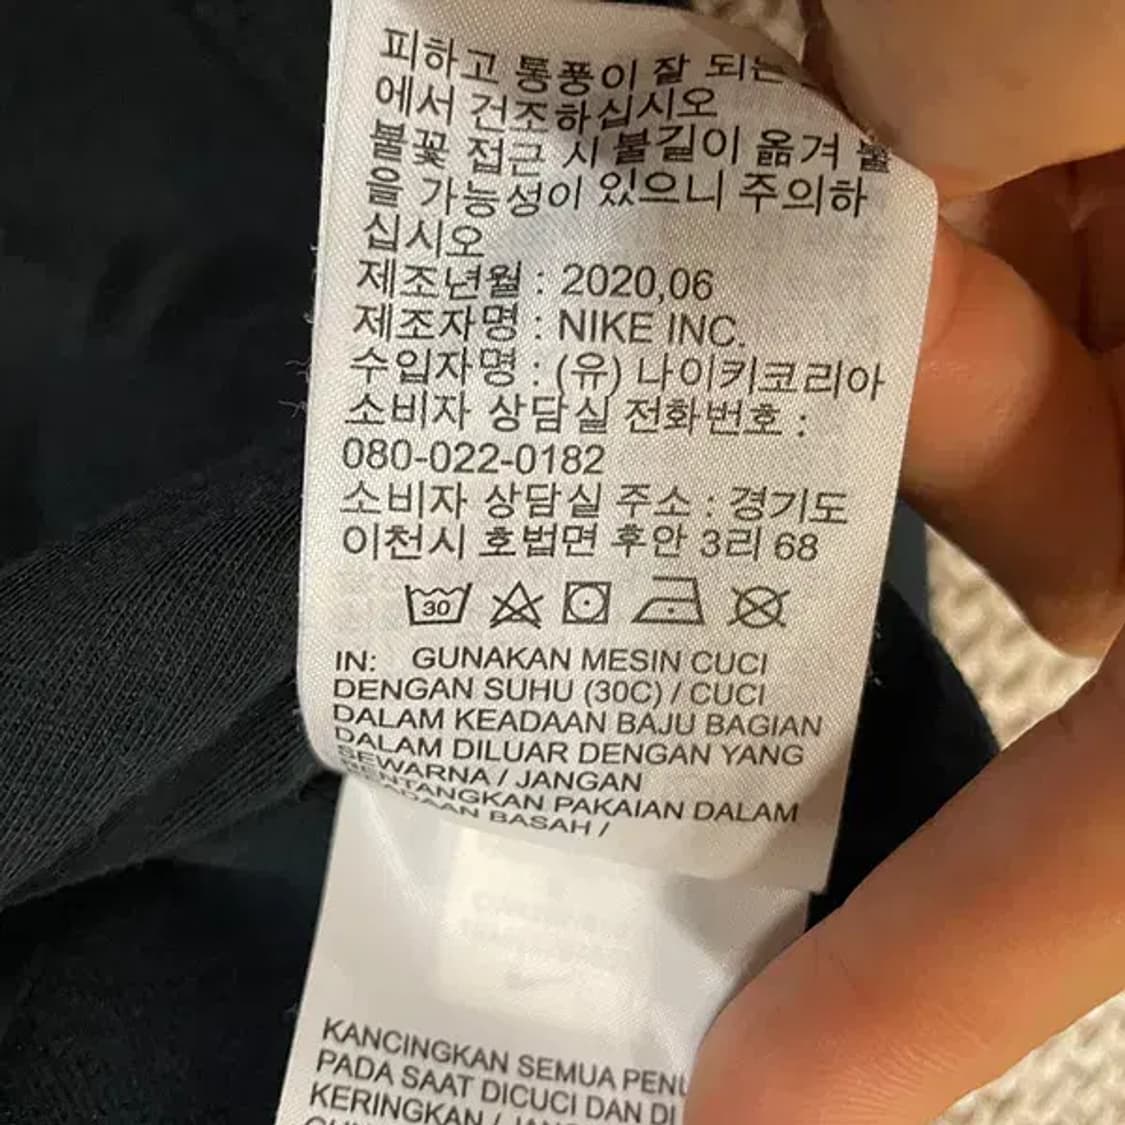 피하고 통풍이 잘 되는
에서 건조하십시오
불꽃 접근 시 불길이 옮겨 붙
을 가능성이 있으니 주의하
십시오
제조년월 : 2020,06
제조자명 : NIKE INC.
수입자명 : (유) 나이키코리아
소비자 상담실 전화번호 :
080-022-0182
소비자 상담실 주소 : 경기도
이천시 호법면 후안 3리 68
30
IN: GUNAKAN MESIN CUCI
DENGAN SUHU (30C) / CUCI
DALAM KEADAAN BAJU BAGIAN
DALAM DILUAR DENGAN YANG
SEWARNA / JANGAN
BENTANGKAN PAKAIAN DALAM
BASAH /
KANCINGKAN SEMUA
PADA SAAT DICUCI DAN DI
KERINGKAN /